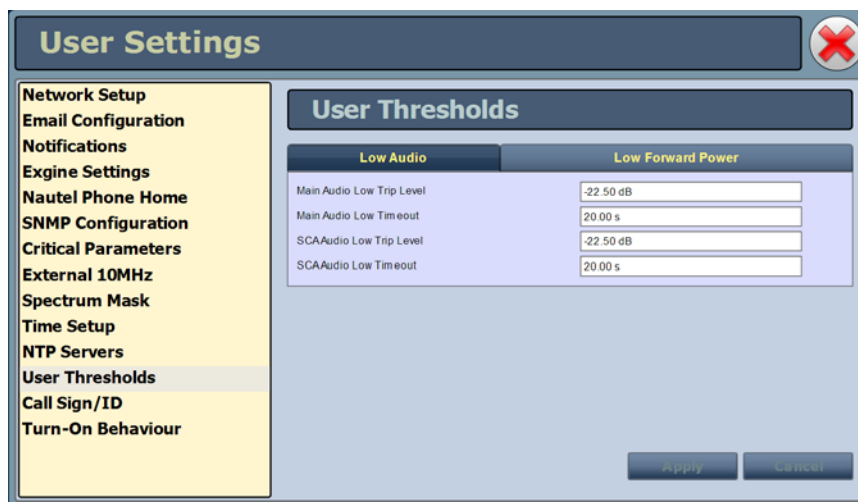 User Settings
Network Setup
Email Configuration
Notifications
Exgine Settings
Nautel Phone Home
SNMP Configuration
Critical Parameters
External 10MHz
Spectrum Mask
Time Setup
NTP Servers
User Thresholds
Call Sign/ID
Turn-On Behaviour
User Thresholds
Low Audio Low Forward Power
Main Audio Low Trip Level -22.50 dB
Main Audio Low Timeout 20.00 s
SCA Audio Low Trip Level -22.50 dB
SCA Audio Low Timeout 20.00 s
Apply Cancel